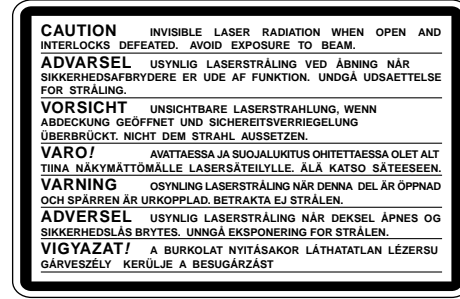 CAUTION INVISIBLE LASER RADIATION WHEN OPEN AND
INTERLOCKS DEFEATED. AVOID EXPOSURE TO BEAM.
ADVARSEL USYNLIG LASERSTRÅLING VED ÅBNING NÅR
SIKKERHEDSAFBRYDERE ER UDE AF FUNKTION. UNDGÅ UDSAETTELSE
FOR STRÅLING.
VORSICHT UNSICHTBARE LASERSTRAHLUNG, WENN
ABDECKUNG GEÖFFNET UND SICHEREITSVERRIEGELUNG
ÜBERBRÜCKT. NICHT DEM STRAHL AUSSETZEN.
VARO! AVATTAESSA JA SUOJALUKITUS OHITETTAESSA OLET ALT
TIINA NÄKYMÄTTÖMÄLLE LASERSÄTEILYLLE. ÄLÄ KATSO SÄTEESEEN.
VARNING OSYNLING LASERSTRÅLING NÄR DENNA DEL ÄR ÖPPNAD
OCH SPÄRREN ÄR URKOPPLAD. BETRAKTA EJ STRÅLEN.
ADVERSEL USYNLIG LASERSTRÅLING NÅR DEKSEL ÅPNES OG
SIKKERHEDSLÅS BRYTES. UNNGÅ EKSPONERING FOR STRÅLEN.
VIGYAZAT! A BURKOLAT NYITÁSAKOR LÁTHATATLAN LÉZERSU
GÁRVESZÉLY KERÜLJE A BESUGÁRZÁST